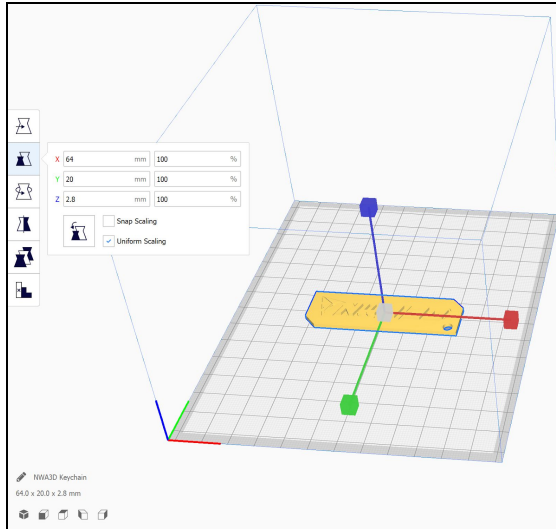 X 64 mm 100 %
Y 20 mm 100 %
Z 2.8 mm 100 %
Snap Scaling
Uniform Scaling
NWA3D Keychain
64.0 x 20.0 x 2.8 mm